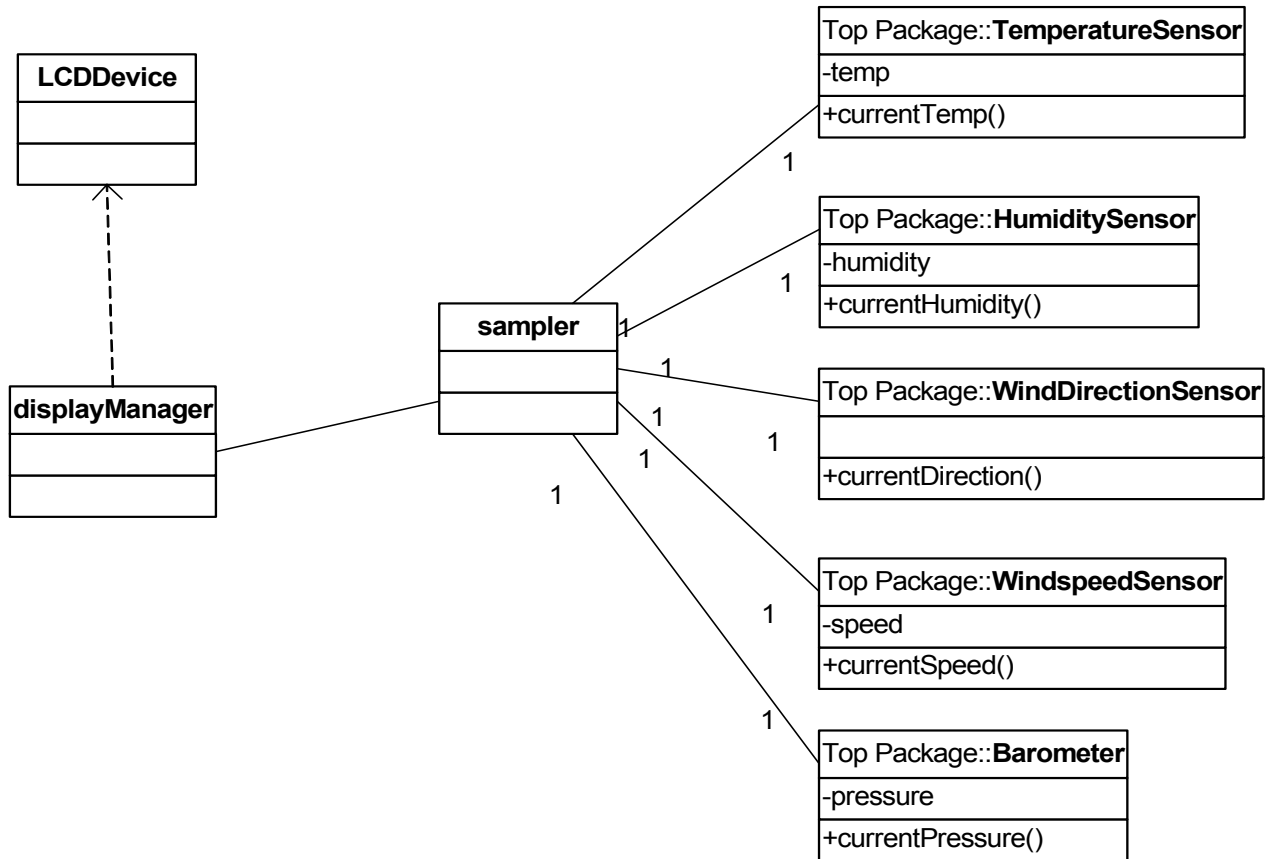 LCDDevice
displayManager
sampler
1
1
1
1
1
Top Package::TemperatureSensor
-temp
+currentTemp()
1
Top Package::HumiditySensor
-humidity
+currentHumidity()
1
Top Package::WindDirectionSensor
+currentDirection()
1
Top Package::WindspeedSensor
-speed
+currentSpeed()
1
Top Package::Barometer
-pressure
+currentPressure()
1